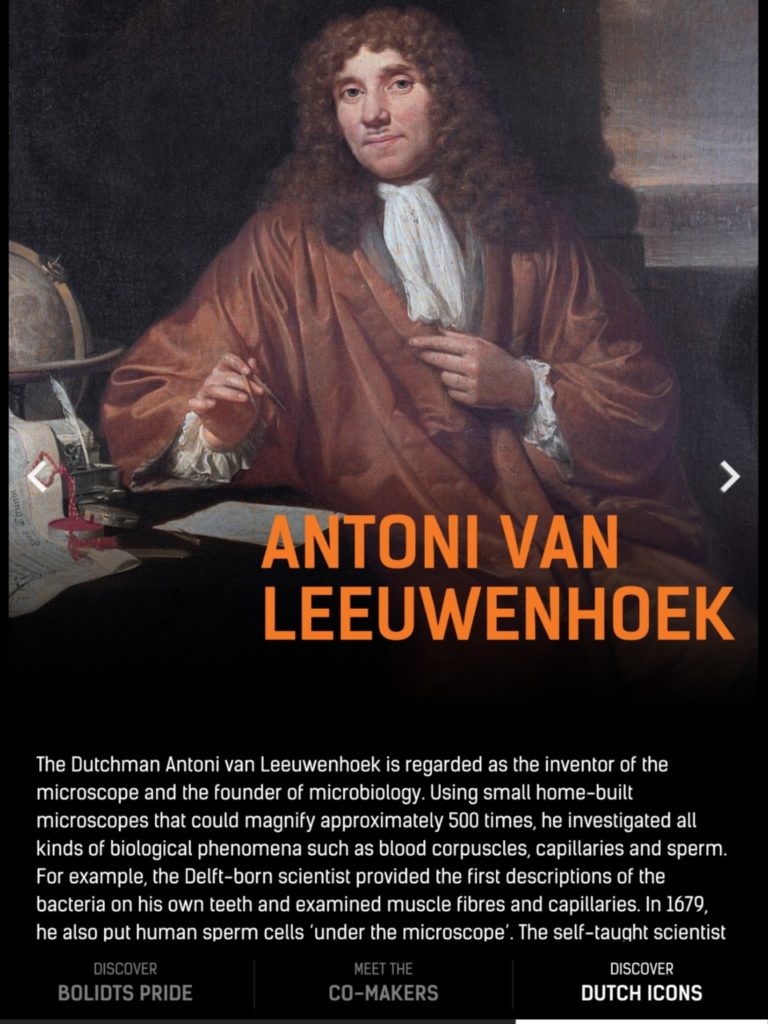 ANTONI VAN
LEEUWENHOEK
The Dutchman Antoni van Leeuwenhoek is regarded as the inventor of the
microscope and the founder of microbiology. Using small home-built
microscopes that could magnify approximately 500 times, he investigated all
kinds of biological phenomena such as blood corpuscles, capillaries and sperm.
For example, the Delft-born scientist provided the first descriptions of the
bacteria on his own teeth and examined muscle fibres and capillaries. In 1679,
he also put human sperm cells ‘under the microscope’. The self-taught scientist
DISCOVER
BOLIDTS PRIDE
MEET THE
CO-MAKERS
DISCOVER
DUTCH ICONS